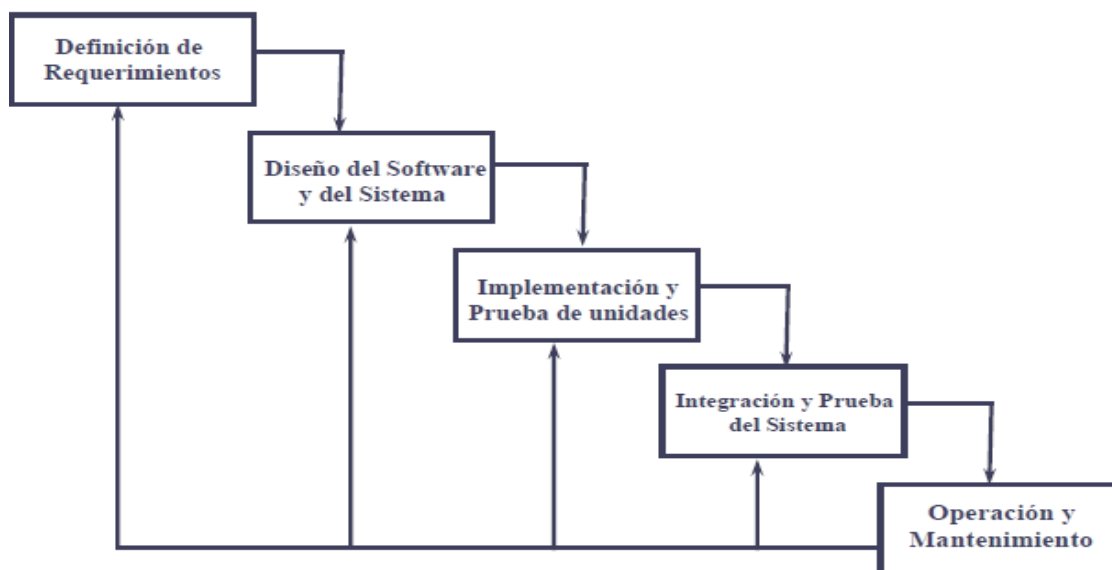 Definición de
Requerimientos
Diseño del Software
y del Sistema
Implementación y
Prueba de unidades
Integración y Prueba
del Sistema
Operación y
Mantenimiento